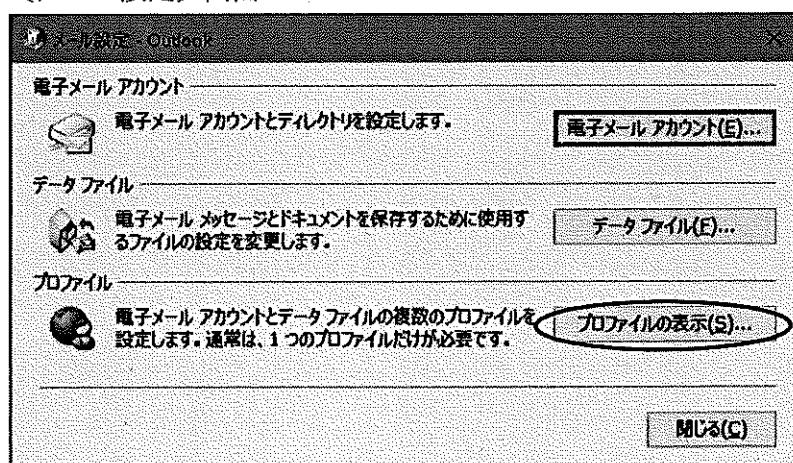 メール設定 - Outlook
電子メール アカウント
電子メール アカウントとディレクトリを設定します。
電子メール アカウント(E)...
データ ファイル
電子メール メッセージとドキュメントを保存するために使用す
るファイルの設定を変更します。
データ ファイル(F)...
プロファイル
電子メール アカウントとデータ ファイルの複数のプロファイルを
設定します。通常は、1 つのプロファイルだけが必要です。
プロファイルの表示(S)...
閉じる(C)